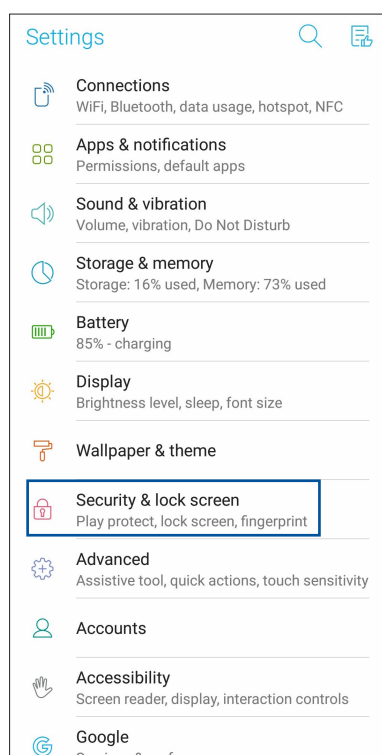 Settings
Connections
WiFi, Bluetooth, data usage, hotspot, NFC
Apps & notifications
Permissions, default apps
Sound & vibration
Volume, vibration, Do Not Disturb
Storage & memory
Storage: 16% used, Memory: 73% used
Battery
85% - charging
Display
Brightness level, sleep, font size
Wallpaper & theme
Security & lock screen
Play protect, lock screen, fingerprint
Advanced
Assistive tool, quick actions, touch sensitivity
Accounts
Accessibility
Screen reader, display, interaction controls
Google